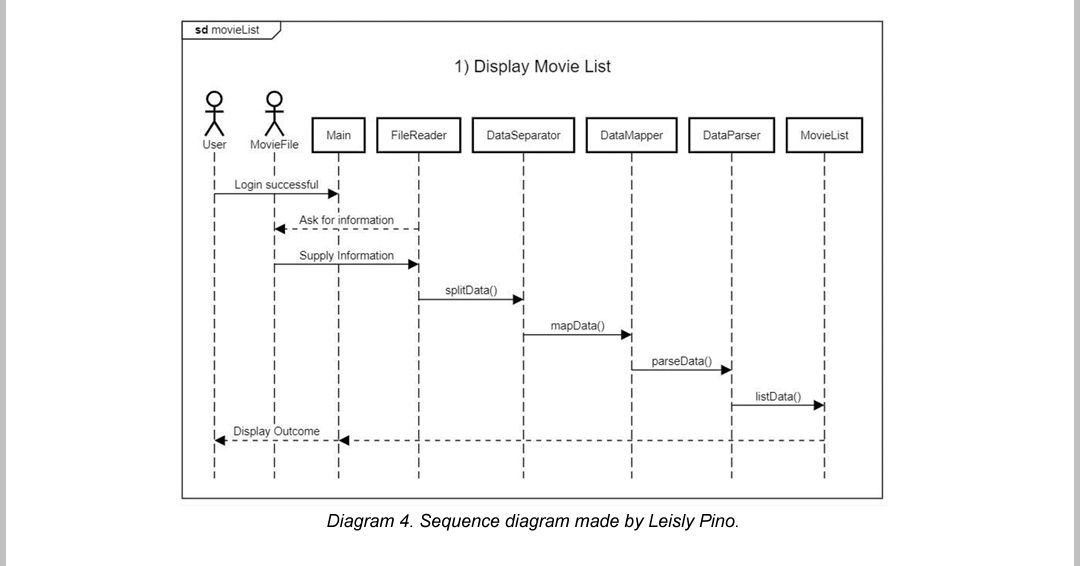 sd movieList
1) Display Movie List
User
MovieFile
Main
FileReader
DataSeparator
DataMapper
DataParser
MovieList
Login successful
Ask for information
Supply Information
splitData()
mapData()
parseData()
listData()
Display Outcome
Diagram 4. Sequence diagram made by Leisly Pino.